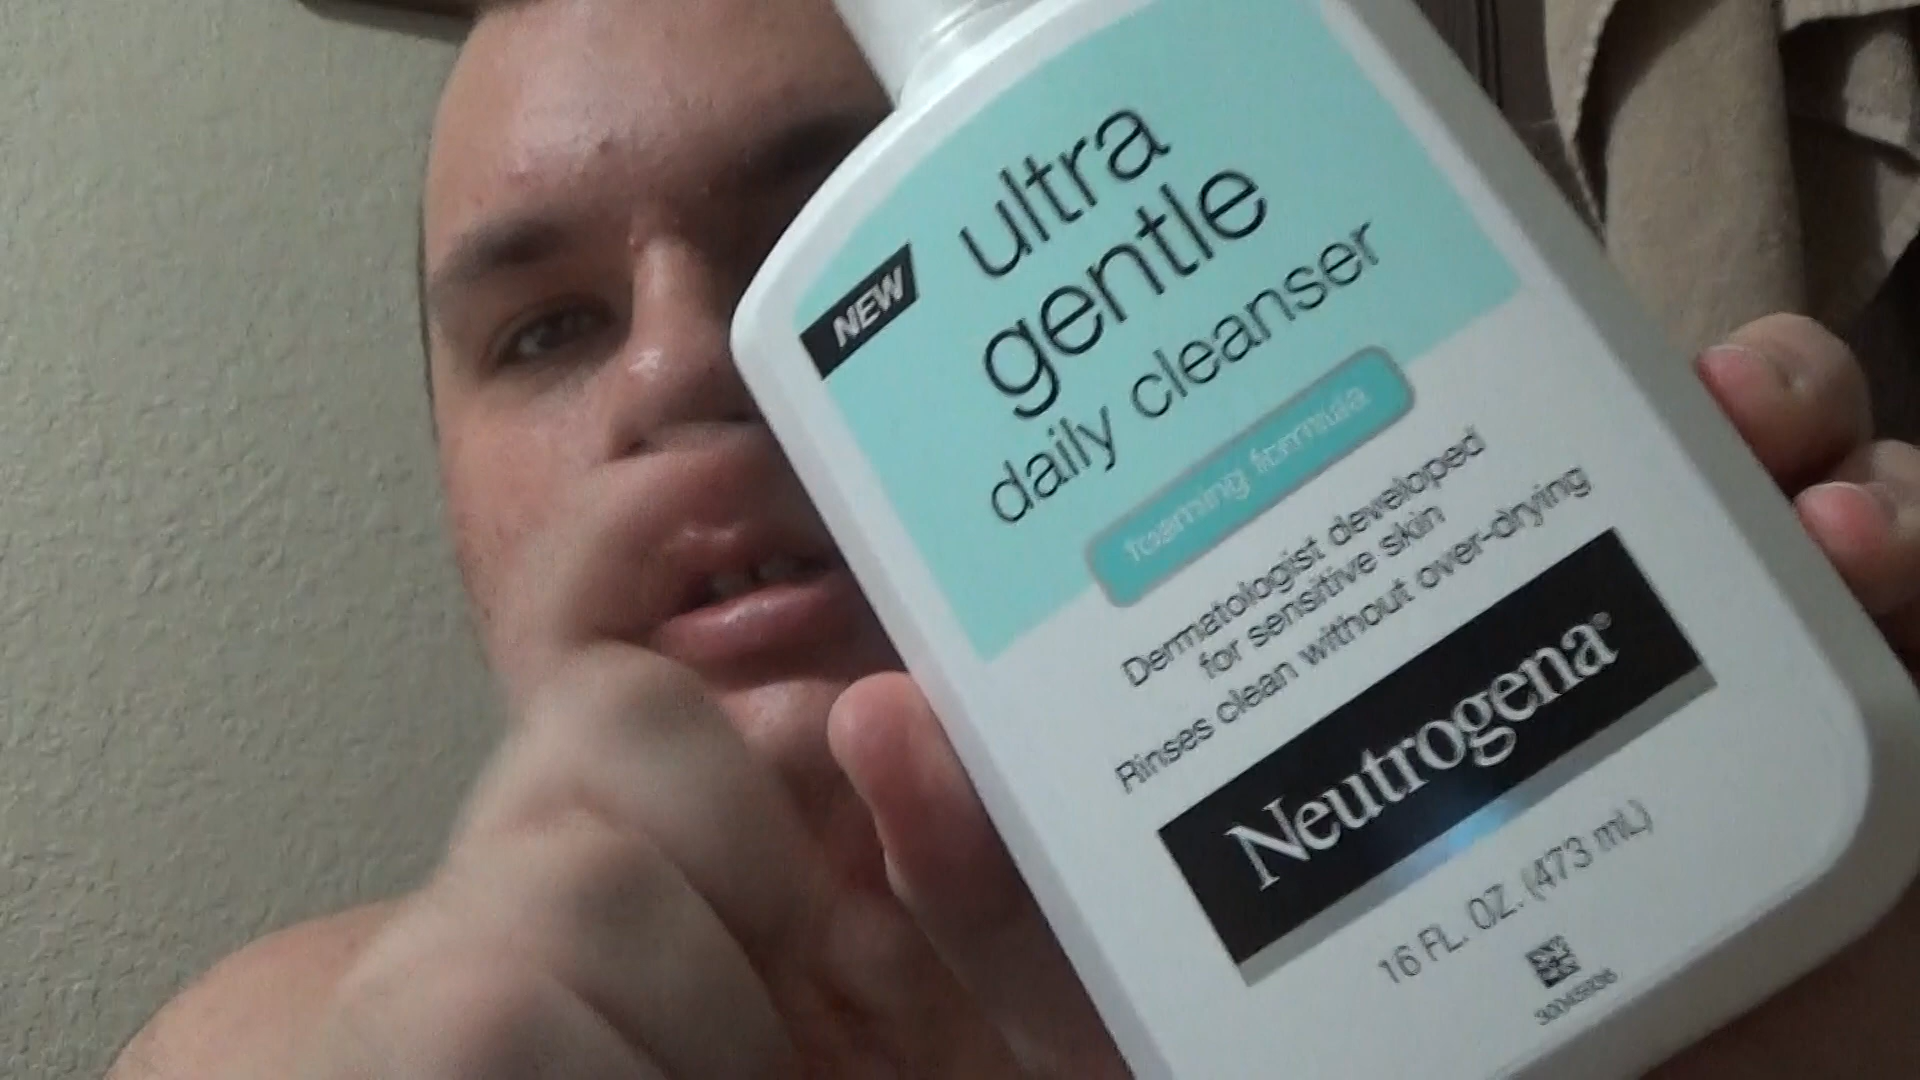 NEW
ultra
gentle
daily cleanser
foaming formula
Dermatologist developed
for sensitive skin
Rinses clean without over-drying
Neutrogena®
16 FL. OZ. (473 mL)